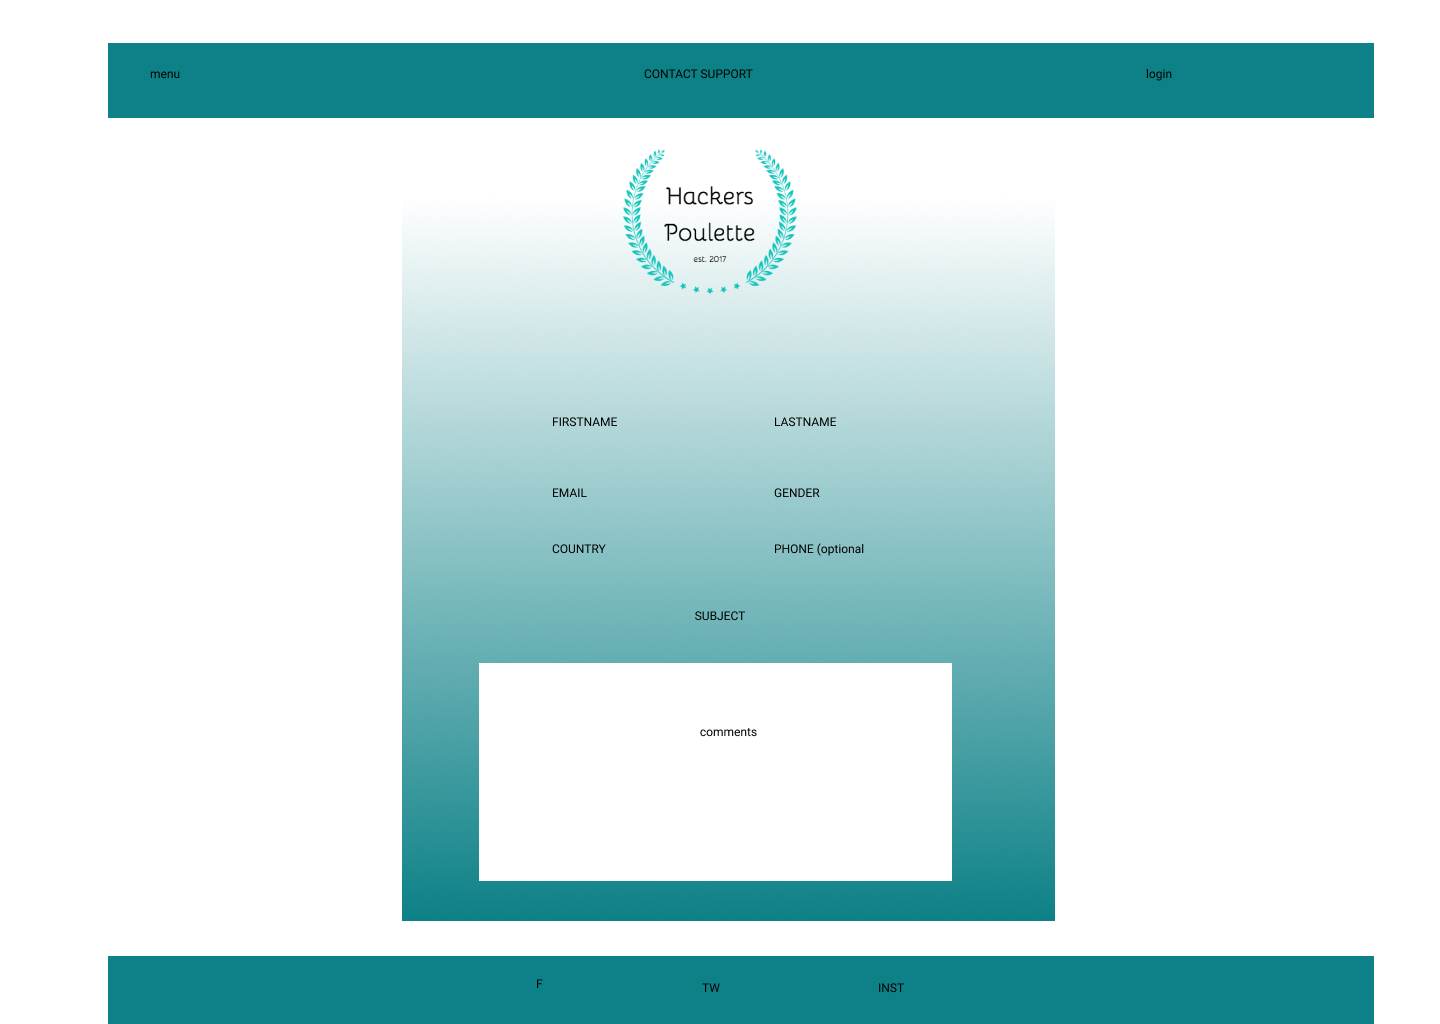 menu
CONTACT SUPPORT
login
Hackers
Poulette
est. 2017
FIRSTNAME
LASTNAME
EMAIL
GENDER
COUNTRY
PHONE (optional
SUBJECT
comments
F
TW
INST